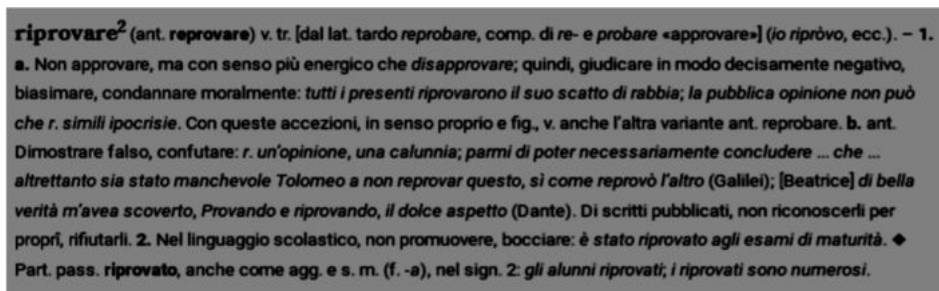 riprovare² (ant. reprovare) v. tr. [dal lat. tardo reprobare, comp. di re- e probare «approvare»] (io ripròvo, ecc.). – 1.
a. Non approvare, ma con senso più energico che disapprovare; quindi, giudicare in modo decisamente negativo,
biasimare, condannare moralmente: tutti i presenti riprovarono il suo scatto di rabbia; la pubblica opinione non può
che r. simili ipocrisie. Con queste accezioni, in senso proprio e fig., v. anche l'altra variante ant. reprobare. b. ant.
Dimostrare falso, confutare: r. un'opinione, una calunnia; parmi di poter necessariamente concludere ... che ...
altrettanto sia stato manchevole Tolomeo a non reprovar questo, sì come reprovò l'altro (Galilei); [Beatrice] di bella
verità m'avea scoverto, Provando e riprovando, il dolce aspetto (Dante). Di scritti pubblicati, non riconoscerli per
proprî, rifiutarli. 2. Nel linguaggio scolastico, non promuovere, bocciare: è stato riprovato agli esami di maturità. ◆
Part. pass. riprovato, anche come agg. e s. m. (f. -a), nel sign. 2: gli alunni riprovati; i riprovati sono numerosi.